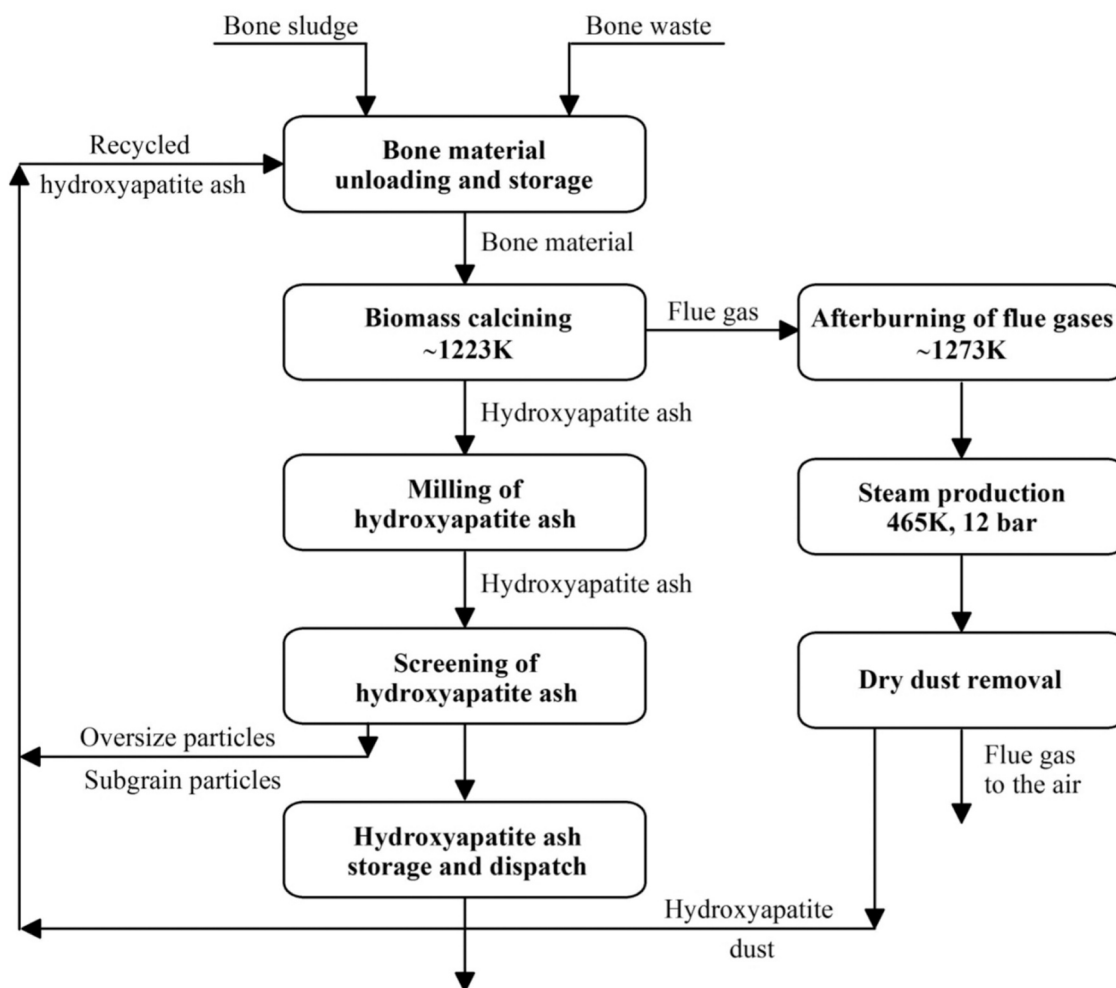 Bone sludge
Bone waste
Recycled
hydroxyapatite ash
Bone material
unloading and storage
Bone material
Biomass calcining
~1223K
Flue gas
Afterburning of flue gases
~1273K
Hydroxyapatite ash
Milling of
hydroxyapatite ash
Steam production
465K, 12 bar
Hydroxyapatite ash
Screening of
hydroxyapatite ash
Dry dust removal
Oversize particles
Subgrain particles
Flue gas
to the air
Hydroxyapatite ash
storage and dispatch
Hydroxyapatite
dust